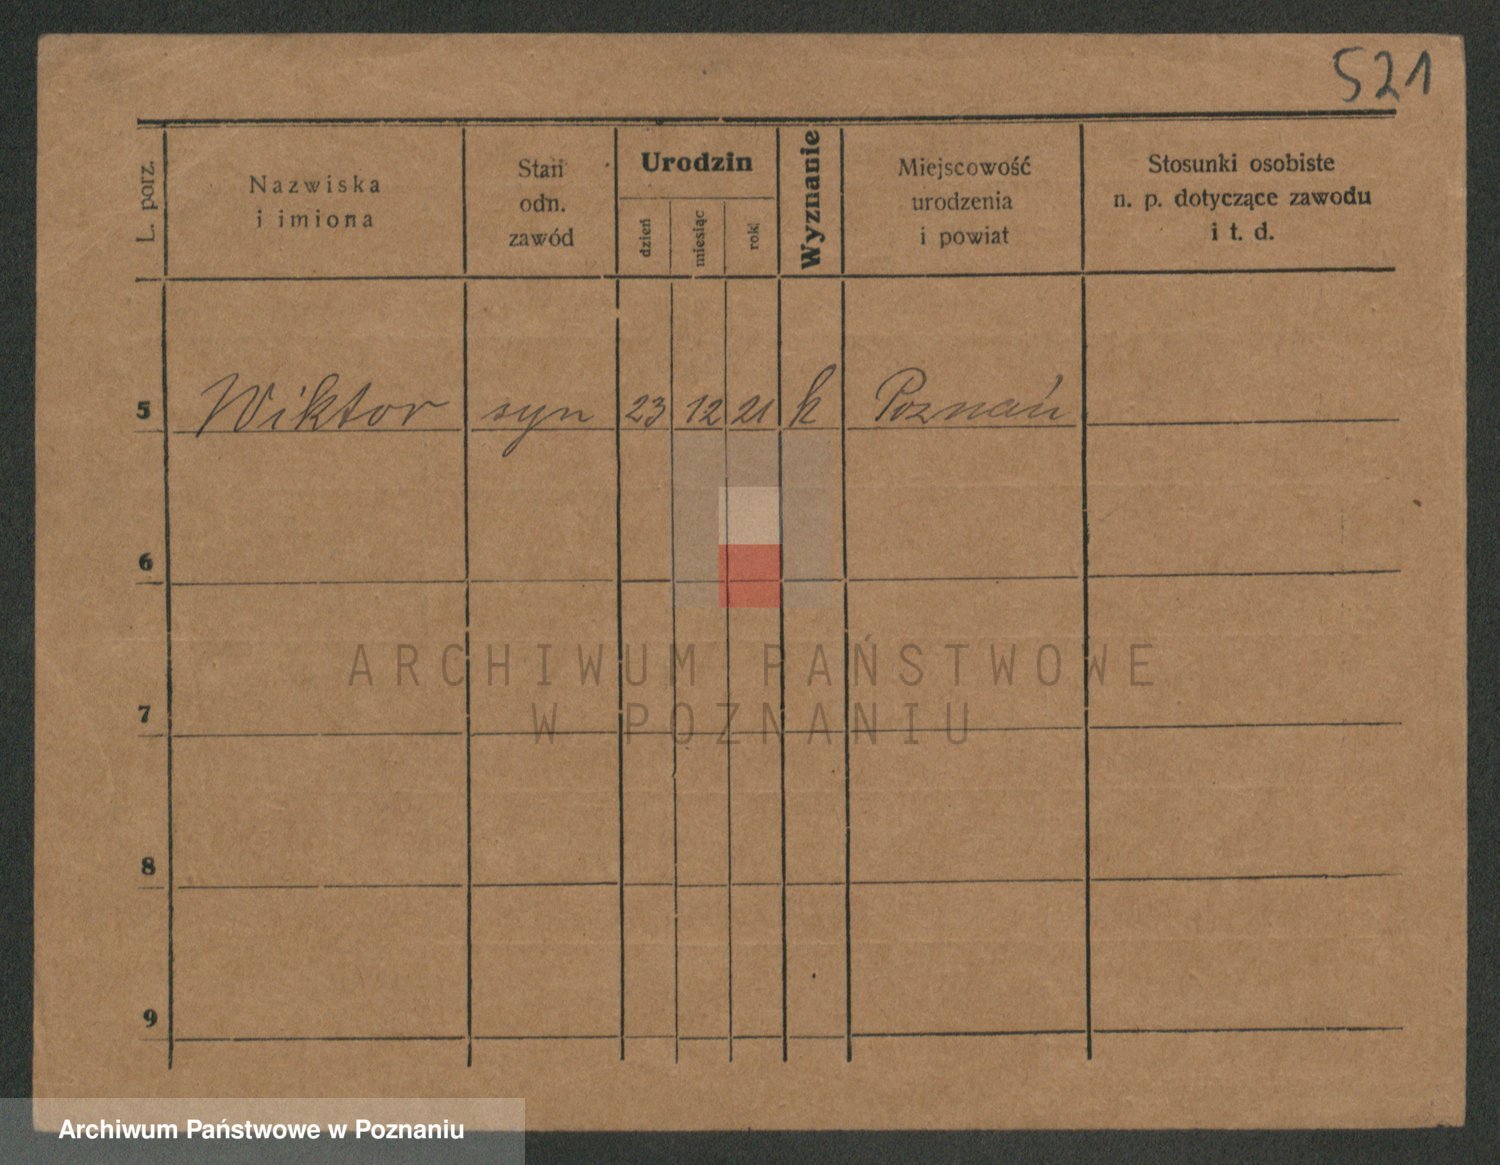 521
L. porz.
Nazwiska
i imiona
Stan
odn.
zawód
Urodzin
dzień
miesiąc
rok
Wyznanie
Miejscowość
urodzenia
i powiat
Stosunki osobiste
n. p. dotyczące zawodu
i t. d.
5 Wiktor syn 23 12 21 k Poznań
6
7
8
9
ARCHIWUM PAŃSTWOWE
W POZNANIU
Archiwum Państwowe w Poznaniu